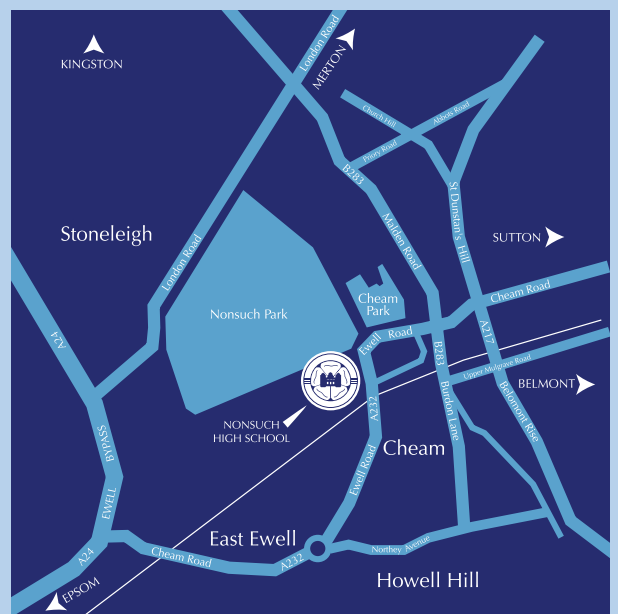 London Road
MERTON
KINGSTON
Church Hill
Abbots Road
Priory Road
B283
St Dunstan's Hill
Malden Road
Stoneleigh
SUTTON
London Road
Cheam Road
Nonsuch Park
Cheam
Park
A24
Ewell Road
B283
A217
Upper Mulgrave Road
BELMONT
A232
Burdon Lane
Belomont Rise
NONSUCH
HIGH SCHOOL
Cheam
EWELL BYPASS
Ewell Road
East Ewell
A24
Cheam Road
A232
Northey Avenue
Howell Hill
EPSOM